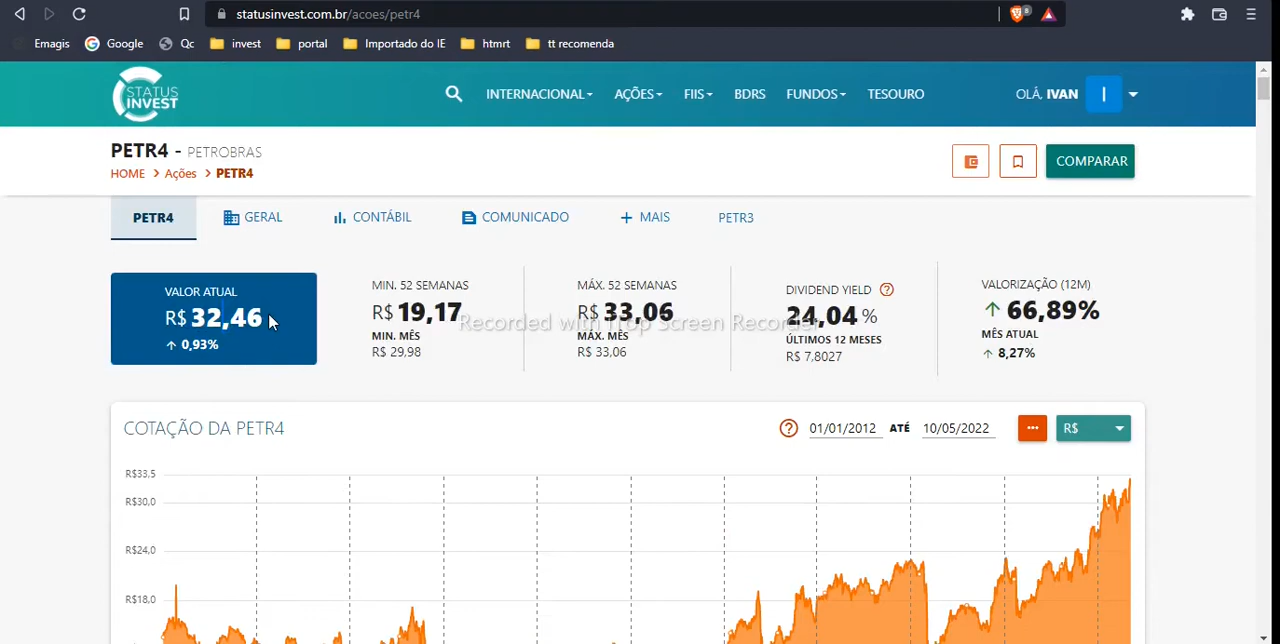 statusinvest.com.br/acoes/petr4
8
Emagis
Google
Qc
invest
portal
Importado do IE
htmrt
tt recomenda
STATUS
INVEST
INTERNACIONAL
AÇÕES
FIIS
BDRS
FUNDOS
TESOURO
OLÁ, IVAN
I
PETR4 - PETROBRAS
HOME > Ações > PETR4
COMPARAR
PETR4
GERAL
CONTÁBIL
COMUNICADO
+ MAIS
PETR3
VALOR ATUAL
R$ 32,46
↑ 0,93%
MIN. 52 SEMANAS
R$ 19,17
MIN. MÊS
R$ 29,98
MÁX. 52 SEMANAS
R$ 33,06
MÁX. MÊS
R$ 33,06
DIVIDEND YIELD ?
24,04 %
ÚLTIMOS 12 MESES
R$ 7,8027
VALORIZAÇÃO (12M)
↑ 66,89%
MÊS ATUAL
↑ 8,27%
Recorded with iTop Screen Recorder
COTAÇÃO DA PETR4
? 01/01/2012 ATÉ 10/05/2022
...
R$
R$33.5
R$30.0
R$24.0
R$18.0